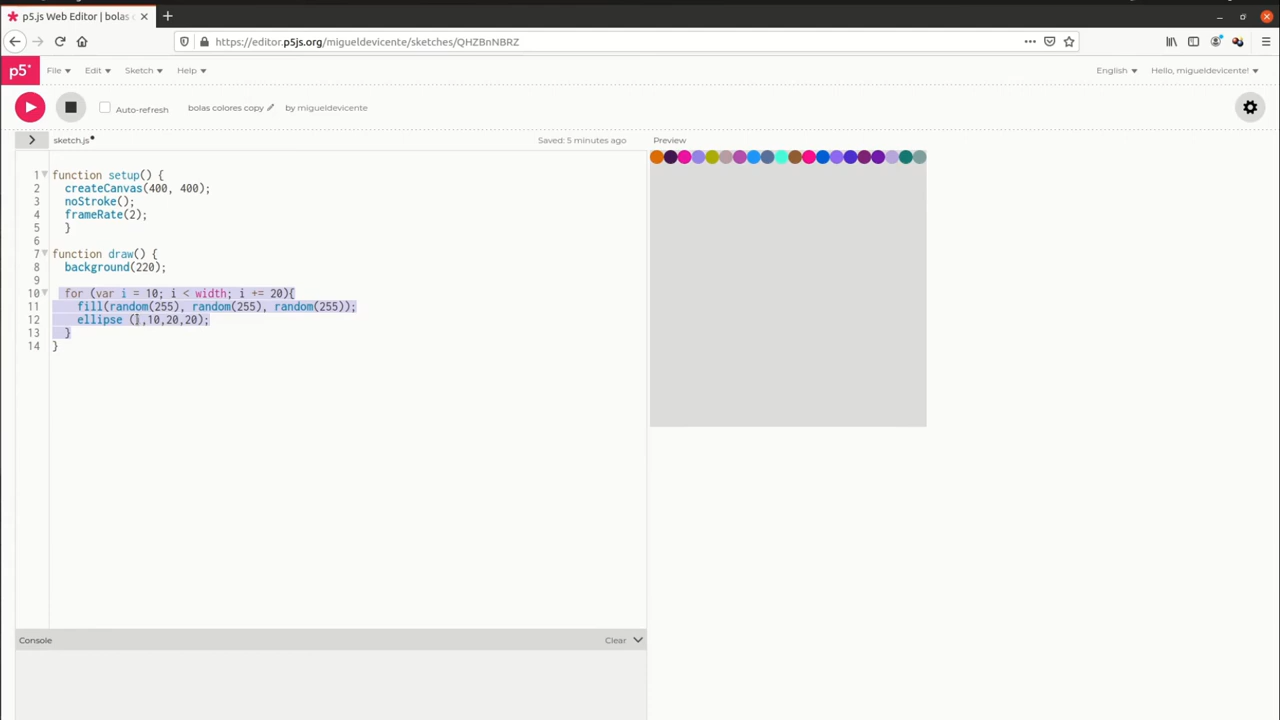 p5.js Web Editor | bolas
https://editor.p5js.org/migueldevicente/sketches/QHZBnNBRZ
p5* File Edit Sketch Help English Hello, migueldevicente!
Auto-refresh bolas colores copy by migueldevicente
sketch.js Saved: 5 minutes ago Preview
1 function setup() {
2 createCanvas(400, 400);
3 noStroke();
4 frameRate(2);
5 }
6
7 function draw() {
8 background(220);
9
10 for (var i = 10; i < width; i += 20){
11 fill(random(255), random(255), random(255));
12 ellipse (i,10,20,20);
13 }
14 }
Console Clear